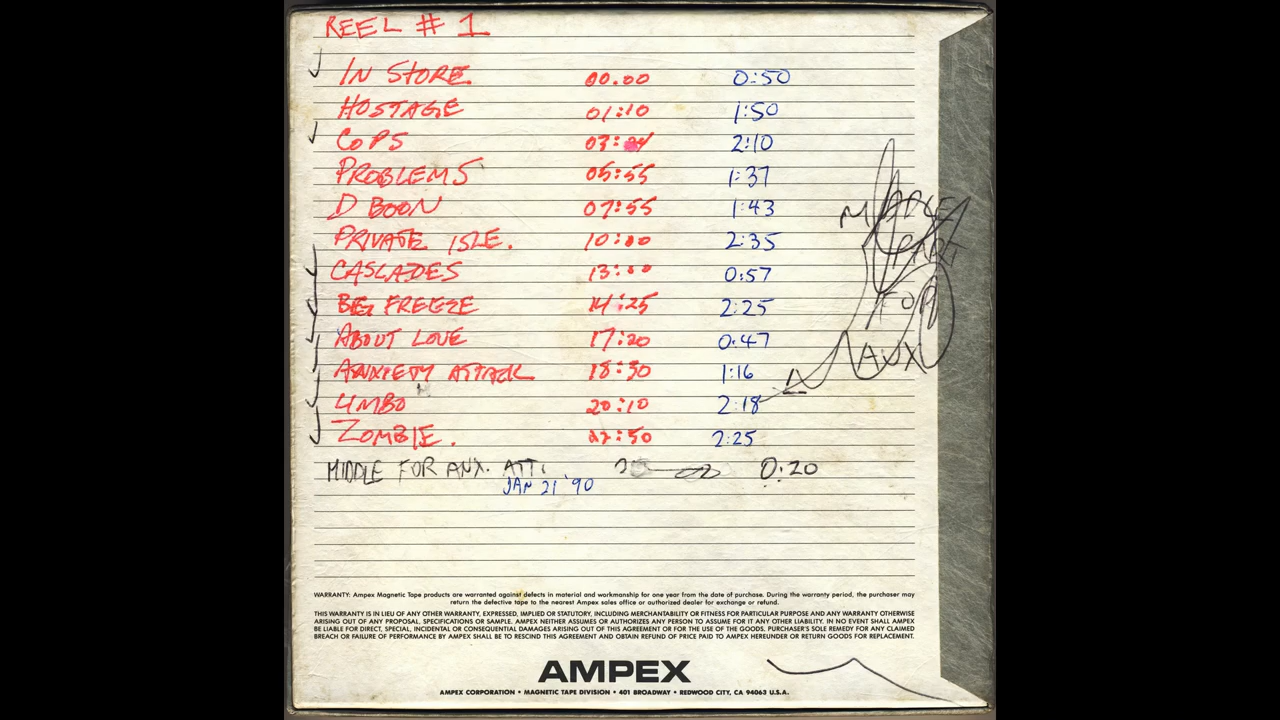 REEL # 1
IN STORE. 00.00 0:50
HOSTAGE 01:10 1:50
COPS 03: 2:10
PROBLEMS 05:55 1:37
D BOON 07:55 1:43
PRIVATE ISLE. 10:00 2:35
CASCADES 13:00 0:57
BIG FREEZE 14:25 2:25
ABOUT LOVE 17:20 0:47
ANXIETY ATTACK 18:30 1:16
LIMBO 20:10 2:18
ZOMBIE. 22:50 2:25
MIDDLE FOR ANX. ATT. 0:20
JAN 21 '90
FOR
ANX
WARRANTY: Ampex Magnetic Tape products are warranted against defects in material and workmanship for one year from the date of purchase. During the warranty period, the purchaser may
return the defective tape to the nearest Ampex sales office or authorized dealer for exchange or refund.
THIS WARRANTY IS IN LIEU OF ANY OTHER WARRANTY, EXPRESSED, IMPLIED OR STATUTORY, INCLUDING MERCHANTABILITY OR FITNESS FOR PARTICULAR PURPOSE AND ANY WARRANTY OTHERWISE
ARISING OUT OF ANY PROPOSAL, SPECIFICATIONS OR SAMPLE. AMPEX NEITHER ASSUMES OR AUTHORIZES ANY PERSON TO ASSUME FOR IT ANY OTHER LIABILITY. IN NO EVENT SHALL AMPEX
BE LIABLE FOR DIRECT, SPECIAL, INCIDENTAL OR CONSEQUENTIAL DAMAGES ARISING OUT OF THIS AGREEMENT OR FOR THE USE OF THE GOODS. PURCHASER'S SOLE REMEDY FOR ANY CLAIMED
BREACH OR FAILURE OF PERFORMANCE BY AMPEX SHALL BE TO RESCIND THIS AGREEMENT AND OBTAIN REFUND OF PRICE PAID TO AMPEX HEREUNDER OR RETURN GOODS FOR REPLACEMENT.
AMPEX
AMPEX CORPORATION • MAGNETIC TAPE DIVISION • 401 BROADWAY • REDWOOD CITY, CA 94063 U.S.A.